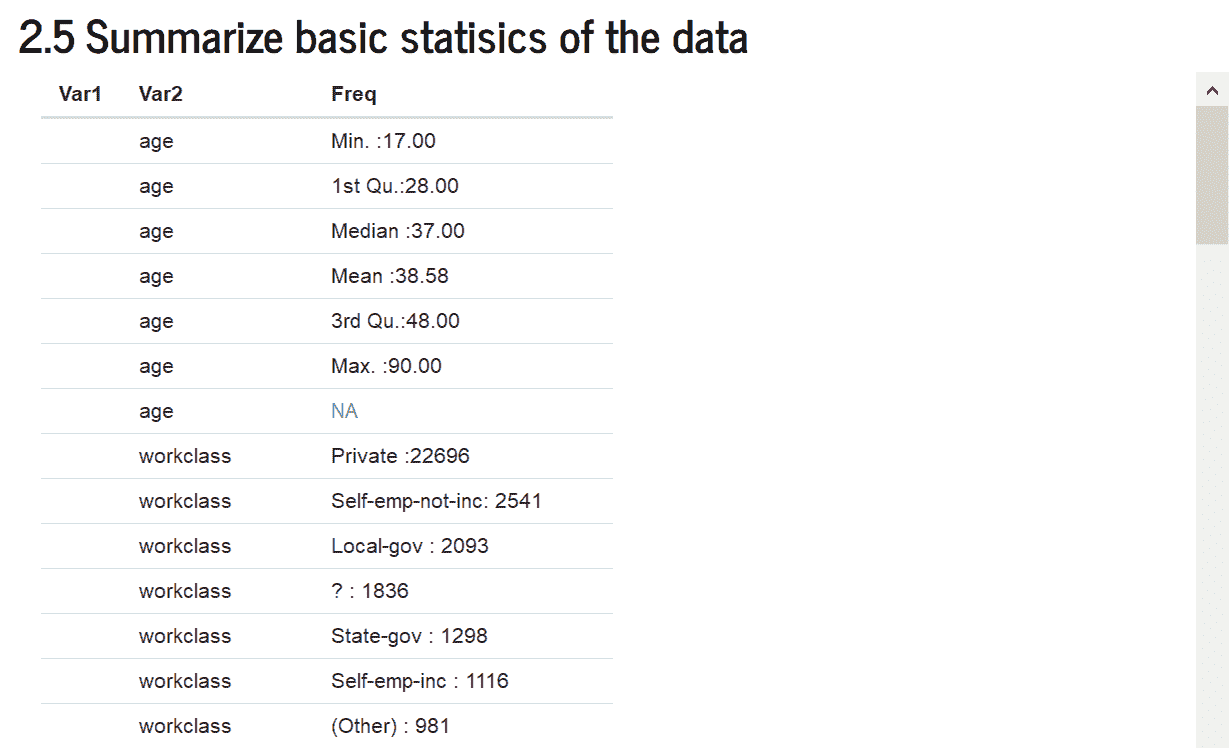 2.5 Summarize basic statisics of the data
Var1 Var2 Freq
age Min. :17.00
age 1st Qu.:28.00
age Median :37.00
age Mean :38.58
age 3rd Qu.:48.00
age Max. :90.00
age NA
workclass Private :22696
workclass Self-emp-not-inc: 2541
workclass Local-gov : 2093
workclass ? : 1836
workclass State-gov : 1298
workclass Self-emp-inc : 1116
workclass (Other) : 981